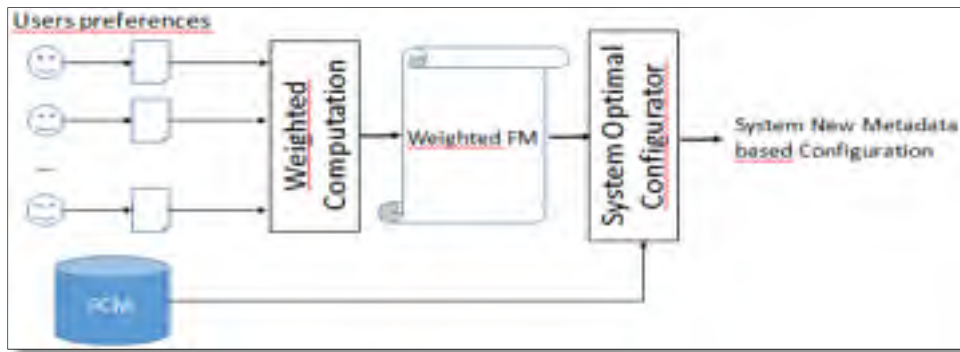 Users preferences
Weighted
Computation
Weighted FM
System Optimal
Configurator
System New Metadata
based Configuration